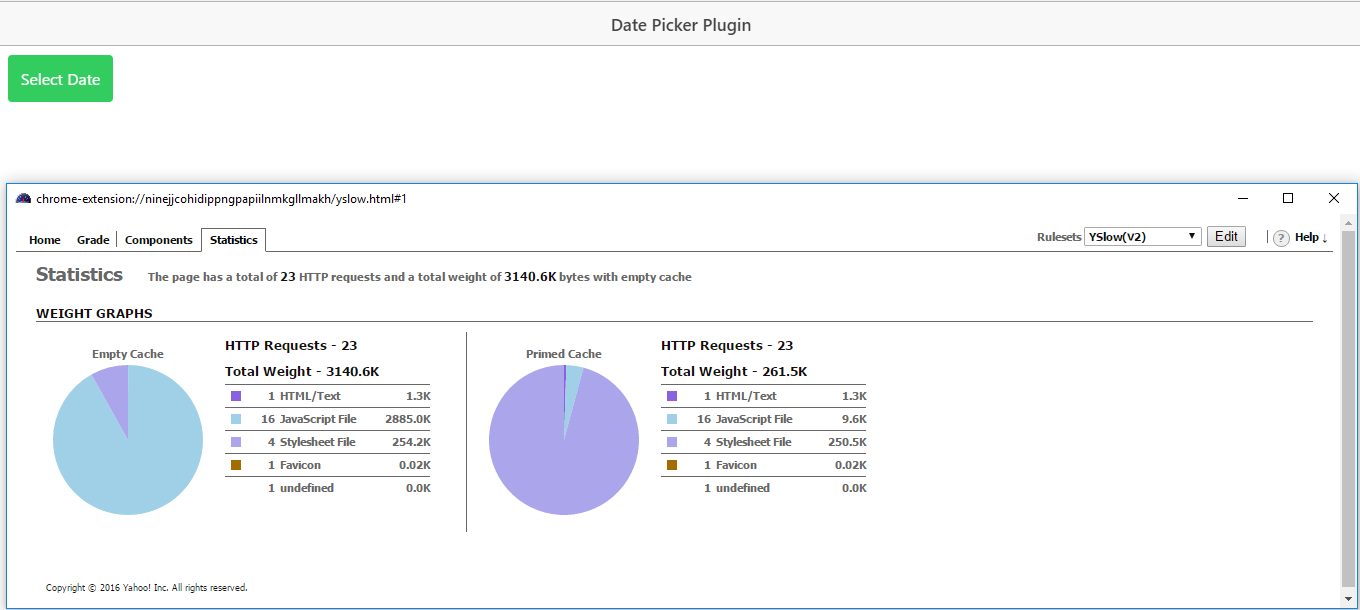 Date Picker Plugin
Select Date
chrome-extension://ninejjcohidippngpapiilnmkgllmakh/yslow.html#1
Home Grade Components Statistics Rulesets YSlow(V2) Edit ? Help ↓
Statistics The page has a total of 23 HTTP requests and a total weight of 3140.6K bytes with empty cache
WEIGHT GRAPHS
Empty Cache
HTTP Requests - 23
Total Weight - 3140.6K
1 HTML/Text 1.3K
16 JavaScript File 2885.0K
4 Stylesheet File 254.2K
1 Favicon 0.02K
1 undefined 0.0K
Primed Cache
HTTP Requests - 23
Total Weight - 261.5K
1 HTML/Text 1.3K
16 JavaScript File 9.6K
4 Stylesheet File 250.5K
1 Favicon 0.02K
1 undefined 0.0K
Copyright © 2016 Yahoo! Inc. All rights reserved.